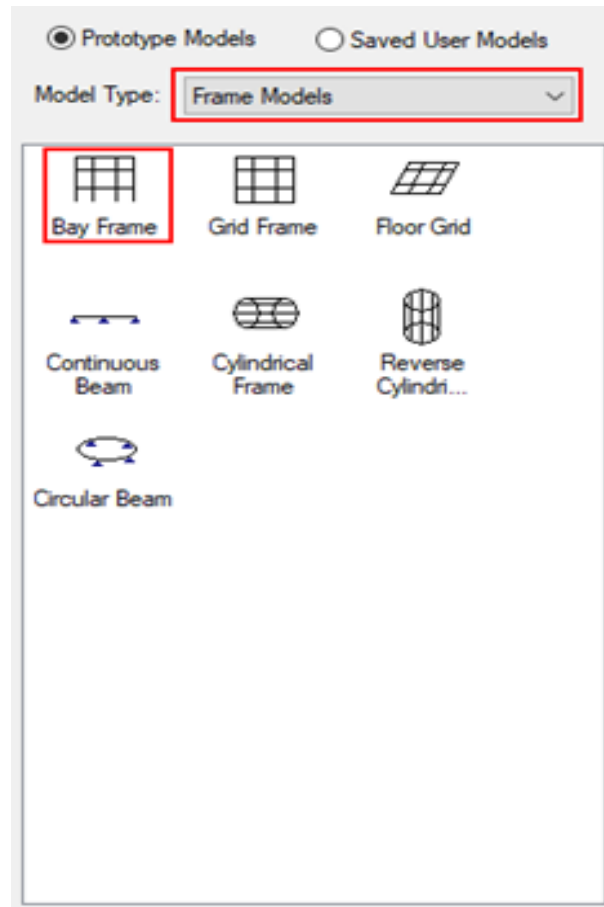 Prototype Models Saved User Models
Model Type: Frame Models
Bay Frame Grid Frame Floor Grid
Continuous Cylindrical Reverse
Beam Frame Cylindri...
Circular Beam